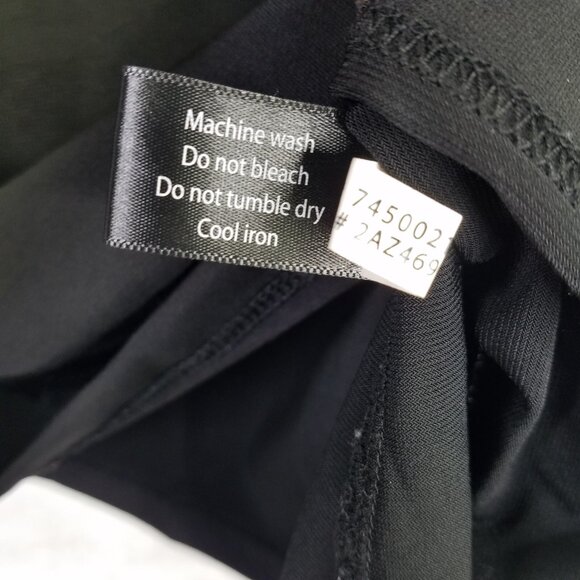 Machine wash
Do not bleach
Do not tumble dry
Cool iron
745002
# 2AZ469